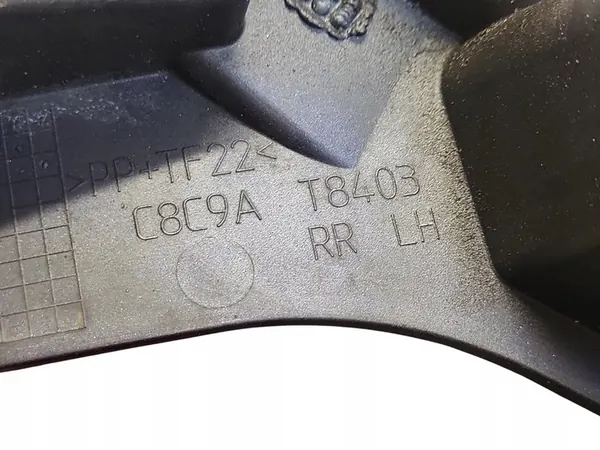 >PP+TF22<
C8C9A T8403
RR LH